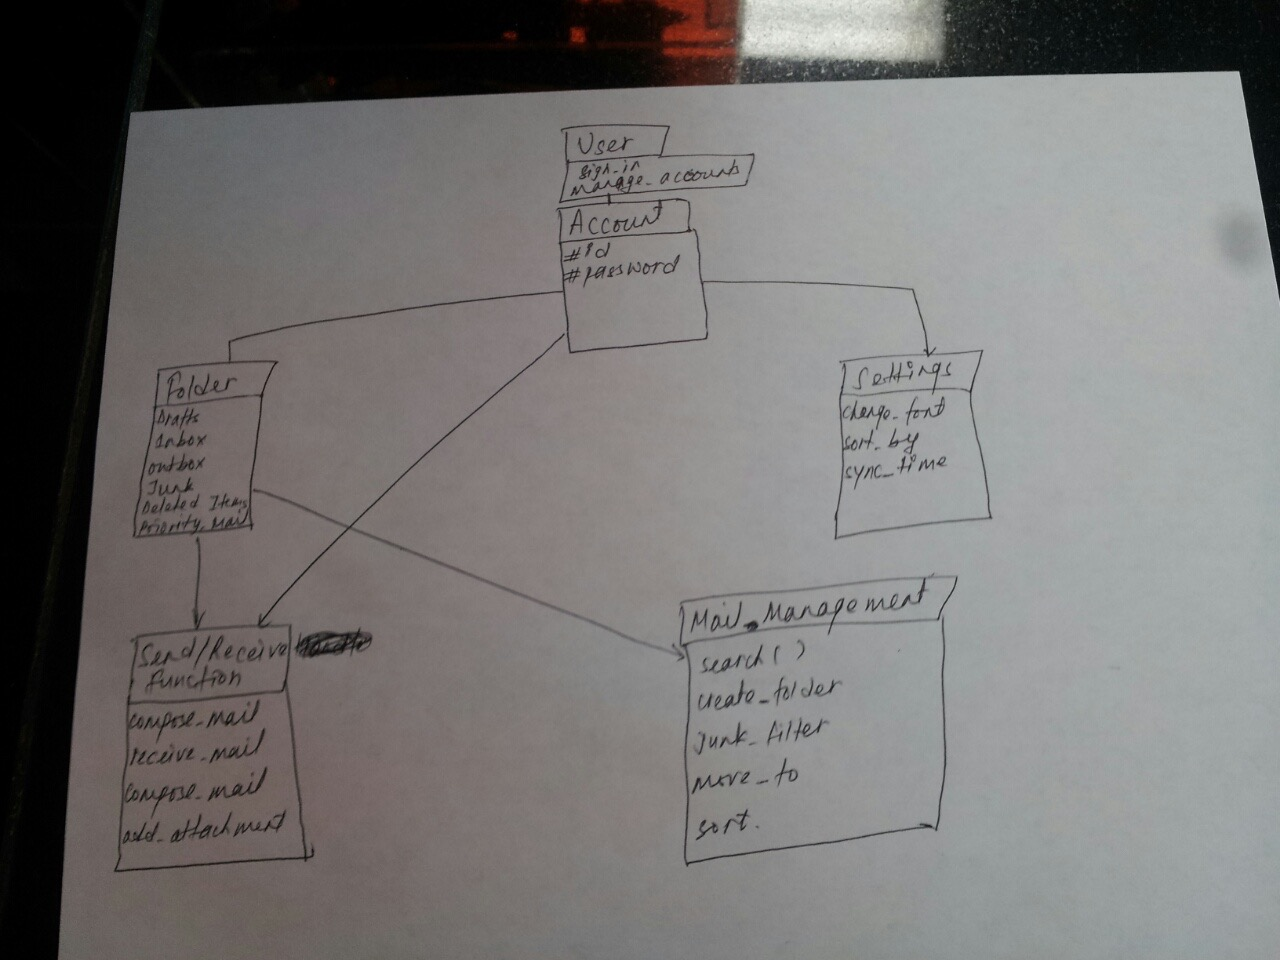 User
sign_in
manage_accounts
Account
#id
#password
Folder
Drafts
Inbox
outbox
Junk
Deleted Items
Priority_Mail
Settings
change_font
sort_by
sync_time
Send/Receive
function
compose_mail
receive_mail
compose_mail
add_attachment
Mail_Management
search()
create_folder
Junk_filter
move_to
sort.